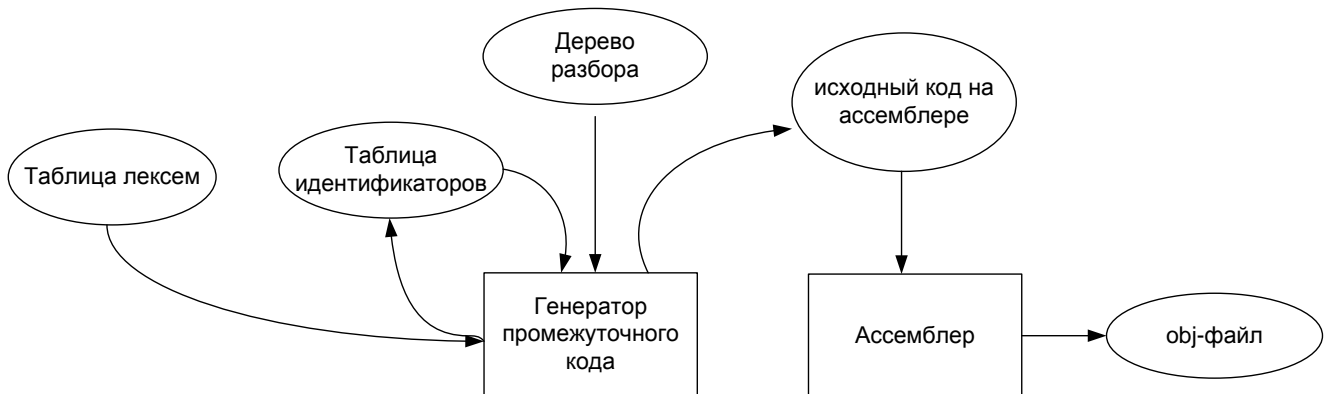 Дерево
разбора
исходный код на
ассемблере
Таблица лексем
Таблица
идентификаторов
Генератор
промежуточного
кода
Ассемблер
obj-файл